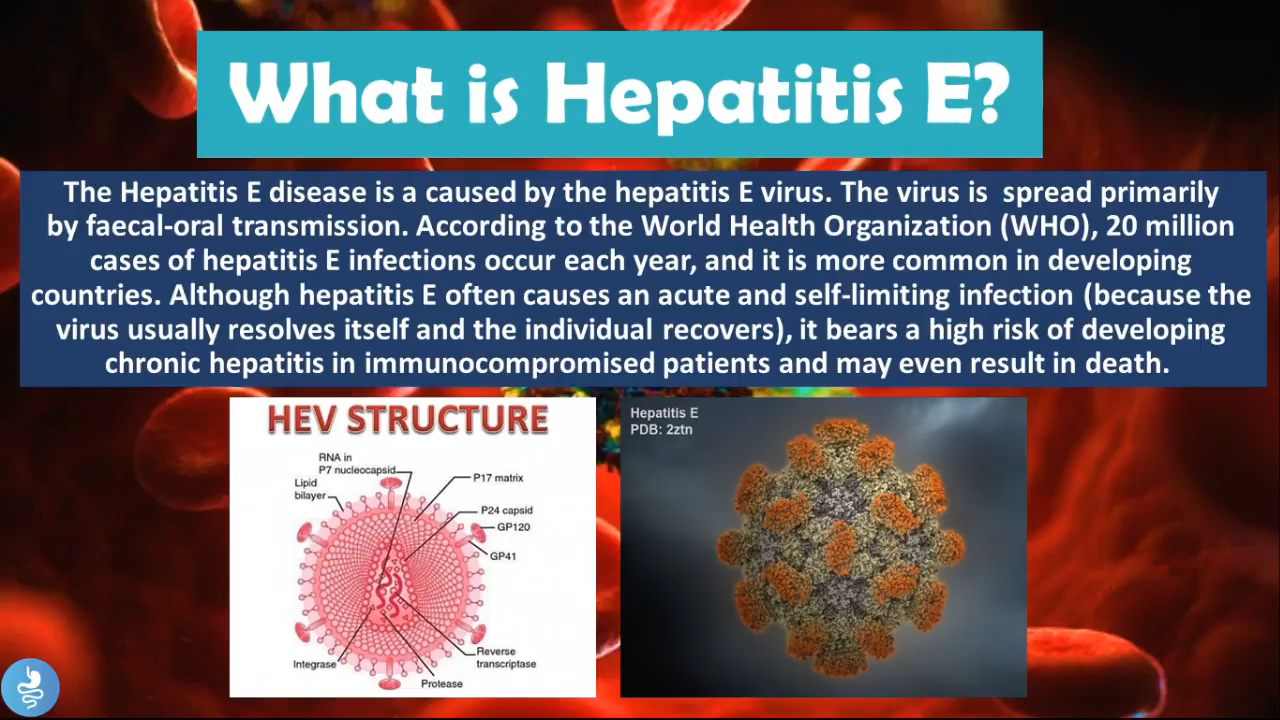 What is Hepatitis E?
The Hepatitis E disease is a caused by the hepatitis E virus. The virus is  spread primarily
by faecal-oral transmission. According to the World Health Organization (WHO), 20 million
cases of hepatitis E infections occur each year, and it is more common in developing
countries. Although hepatitis E often causes an acute and self-limiting infection (because the
virus usually resolves itself and the individual recovers), it bears a high risk of developing
chronic hepatitis in immunocompromised patients and may even result in death.
HEV STRUCTURE
RNA in
P7 nucleocapsid
Lipid
bilayer
P17 matrix
P24 capsid
GP120
GP41
Integrase
Reverse
transcriptase
Protease
Hepatitis E
PDB: 2ztn